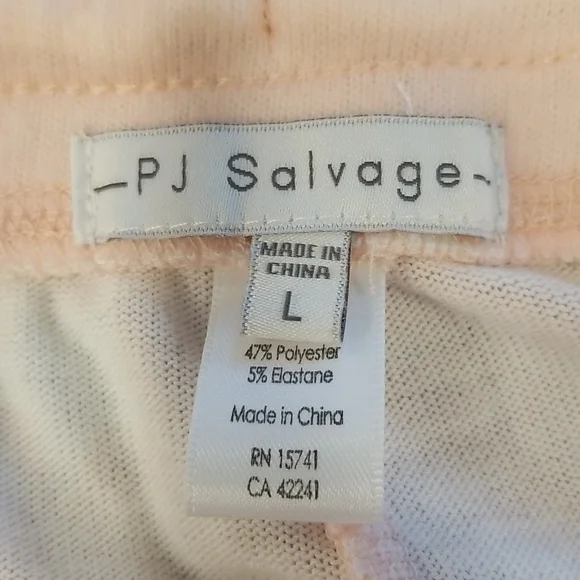 PJ Salvage
MADE IN
CHINA
L
47% Polyester
5% Elastane
Made in China
RN 15741
CA 42241